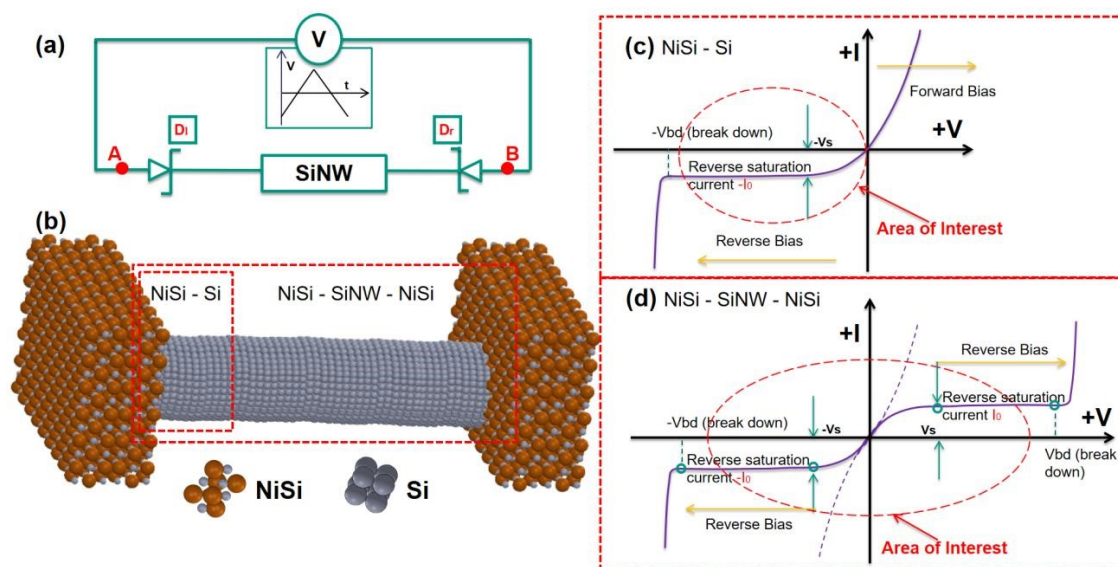 (a)
V
V
t
Dl
Dr
A
B
SiNW
(b)
NiSi - Si
NiSi - SiNW - NiSi
NiSi
Si
(c) NiSi - Si
+I
Forward Bias
+V
-Vbd (break down)
-Vs
Reverse saturation
current -I₀
Area of Interest
Reverse Bias
(d) NiSi - SiNW - NiSi
+I
Reverse Bias
Reverse saturation
current I₀
+V
-Vbd (break down)
-Vs
Vs
Vbd (break
down)
Reverse saturation
current -I₀
Reverse Bias
Area of Interest